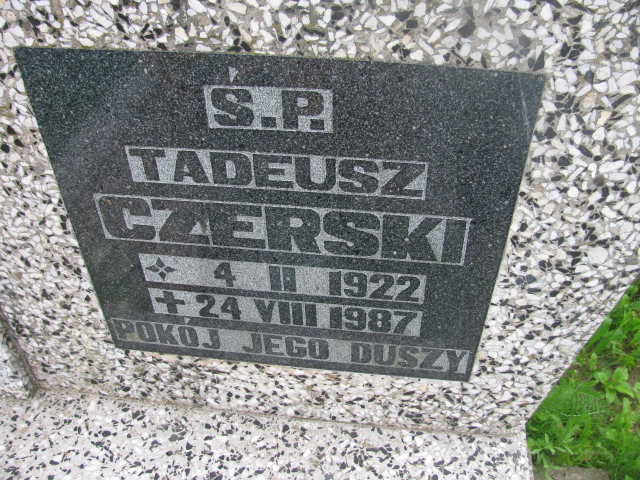 Ś.P.
TADEUSZ
CZERSKI
4 II 1922
✝ 24 VIII 1987
POKÓJ JEGO DUSZY